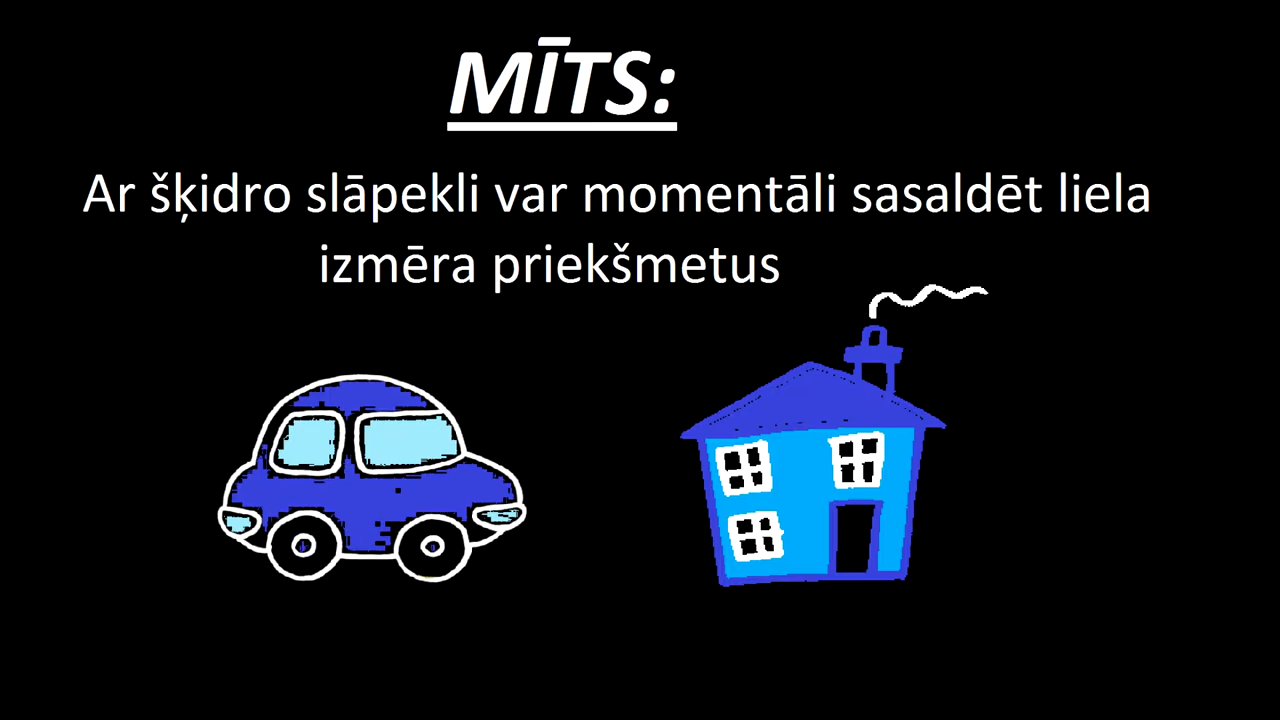 MĪTS:
Ar šķidro slāpekli var momentāli sasaldēt liela
izmēra priekšmetus